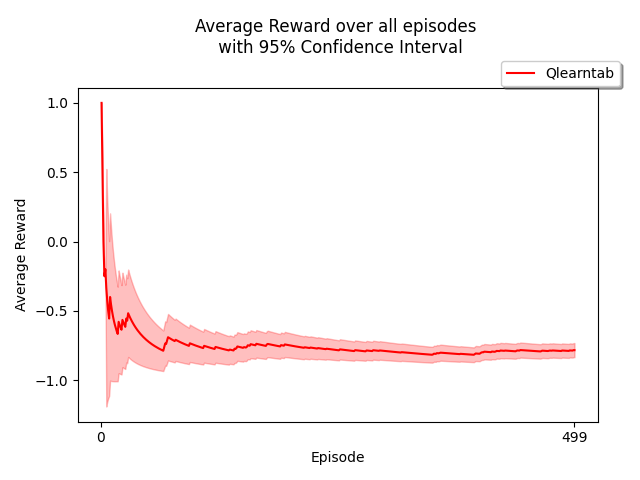 Average Reward over all episodes
with 95% Confidence Interval
Qlearntab
1.0
0.5
0.0
−0.5
−1.0
Average Reward
0
499
Episode